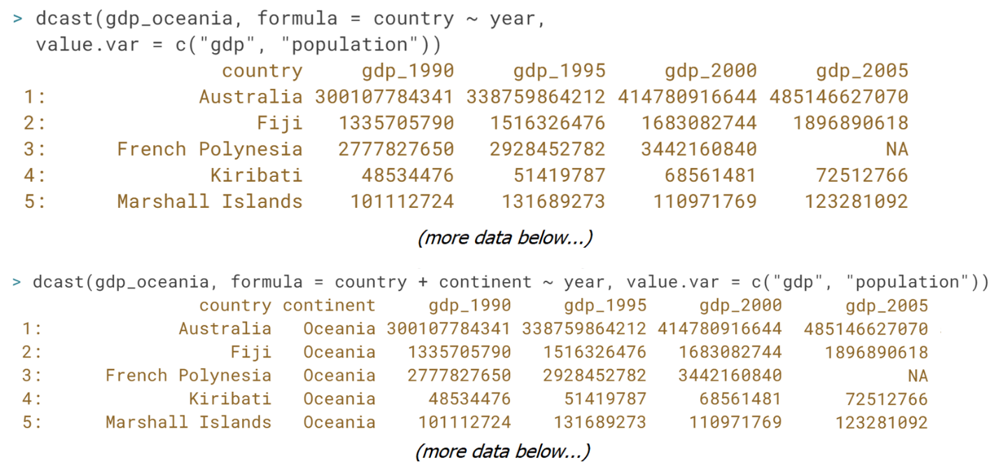 > dcast(gdp_oceania, formula = country ~ year,
value.var = c("gdp", "population"))
country gdp_1990 gdp_1995 gdp_2000 gdp_2005
1: Australia 300107784341 338759864212 414780916644 485146627070
2: Fiji 1335705790 1516326476 1683082744 1896890618
3: French Polynesia 2777827650 2928452782 3442160840 NA
4: Kiribati 48534476 51419787 68561481 72512766
5: Marshall Islands 101112724 131689273 110971769 123281092
(more data below...)
> dcast(gdp_oceania, formula = country + continent ~ year, value.var = c("gdp", "population"))
country continent gdp_1990 gdp_1995 gdp_2000 gdp_2005
1: Australia Oceania 300107784341 338759864212 414780916644 485146627070
2: Fiji Oceania 1335705790 1516326476 1683082744 1896890618
3: French Polynesia Oceania 2777827650 2928452782 3442160840 NA
4: Kiribati Oceania 48534476 51419787 68561481 72512766
5: Marshall Islands Oceania 101112724 131689273 110971769 123281092
(more data below...)